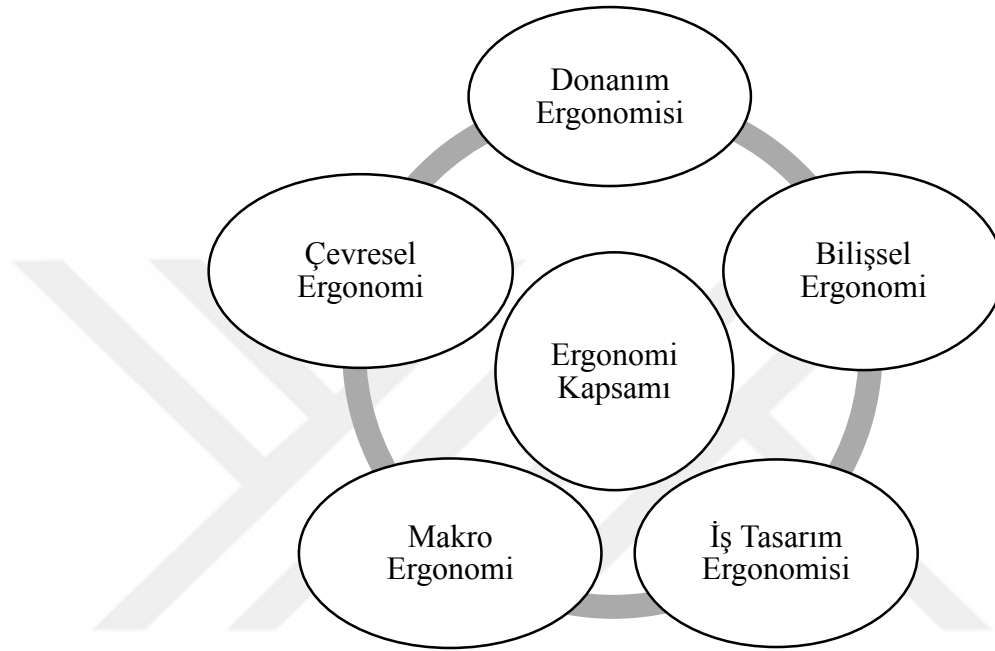 Donanım
Ergonomisi
Çevresel
Ergonomi
Bilişsel
Ergonomi
Ergonomi
Kapsamı
Makro
Ergonomi
İş Tasarım
Ergonomisi